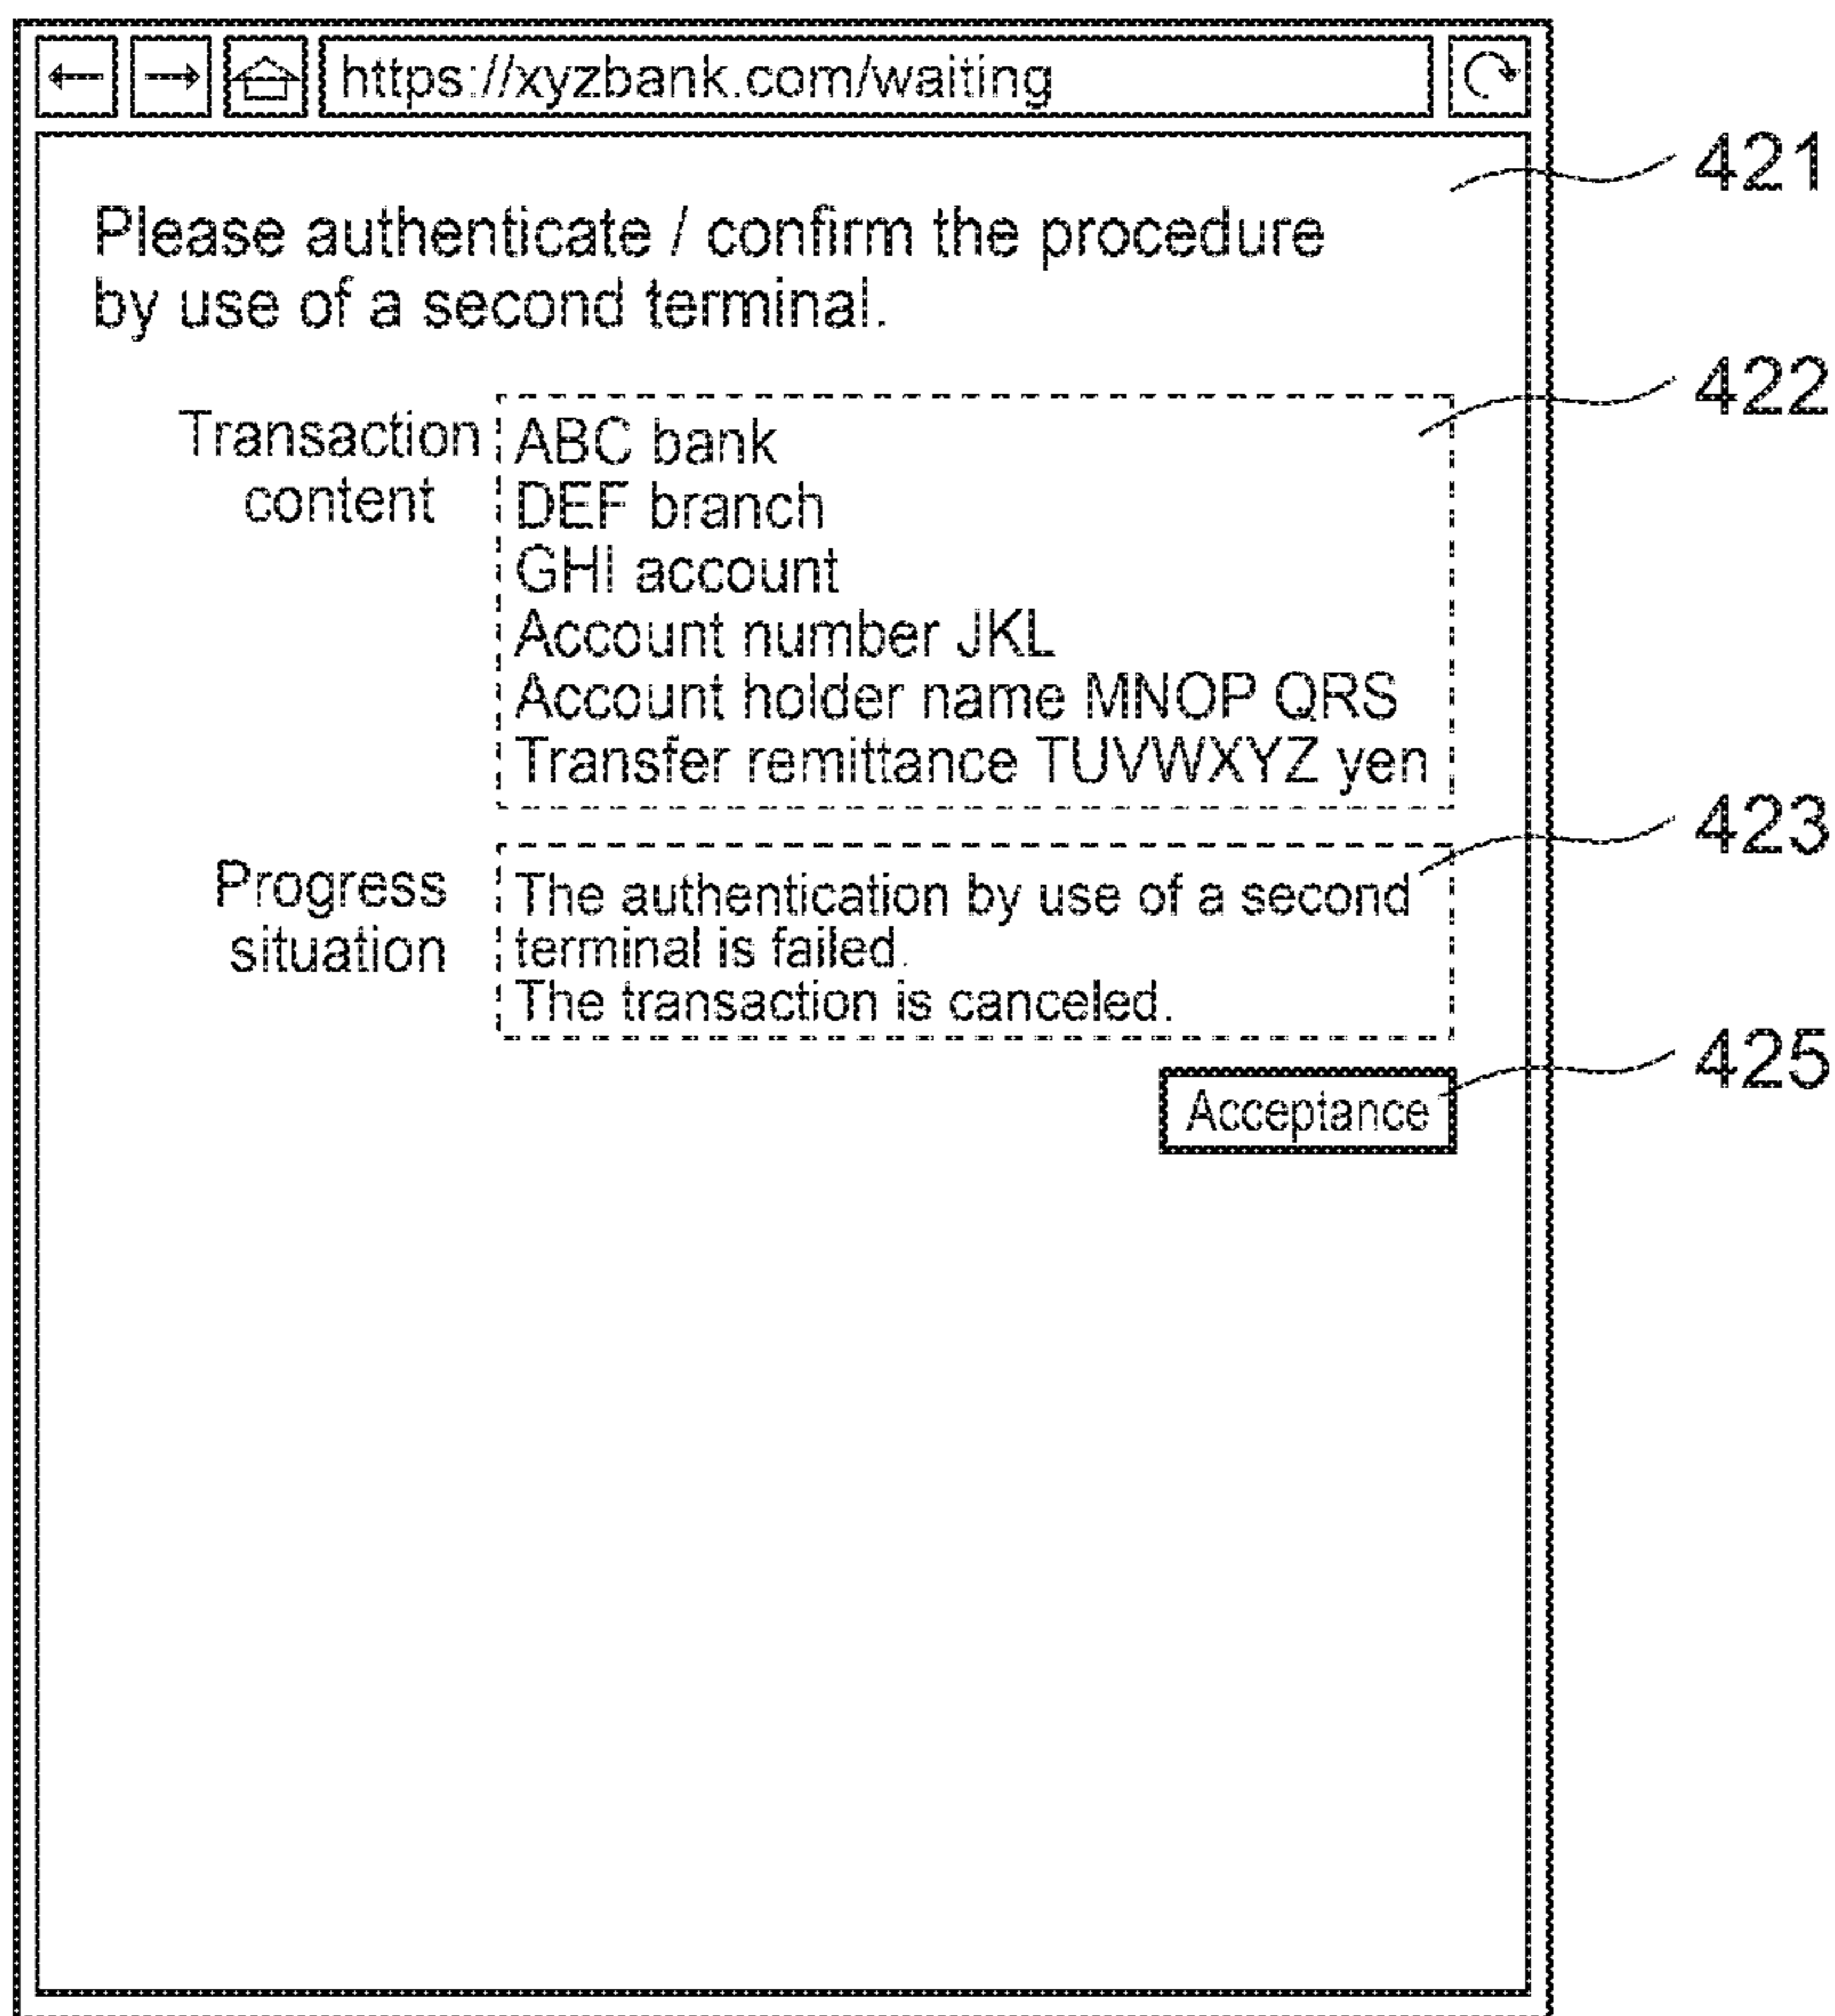 https://xyzbank.com/waiting
421
Please authenticate / confirm the procedure
by use of a second terminal.
422
Transaction
content
ABC bank
DEF branch
GHI account
Account number JKL
Account holder name MNOP QRS
Transfer remittance TUVWXYZ yen
423
Progress
situation
The authentication by use of a second
terminal is failed.
The transaction is canceled.
425
Acceptance